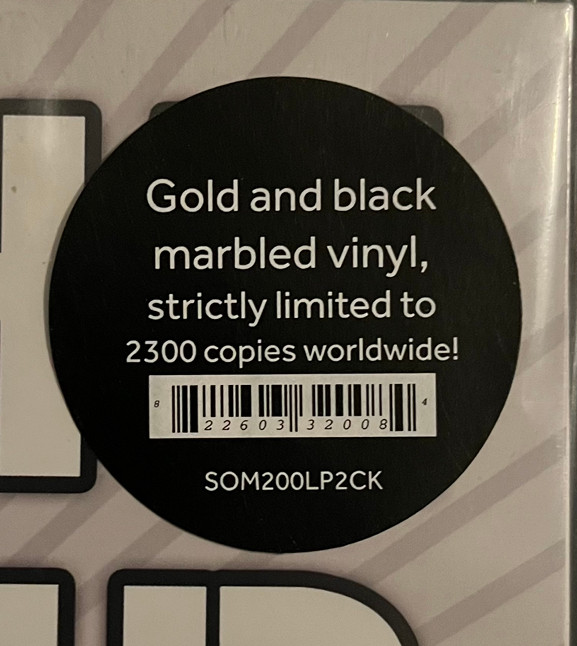 Gold and black
marbled vinyl,
strictly limited to
2300 copies worldwide!
8 22603 32008 4
SOM200LP2CK